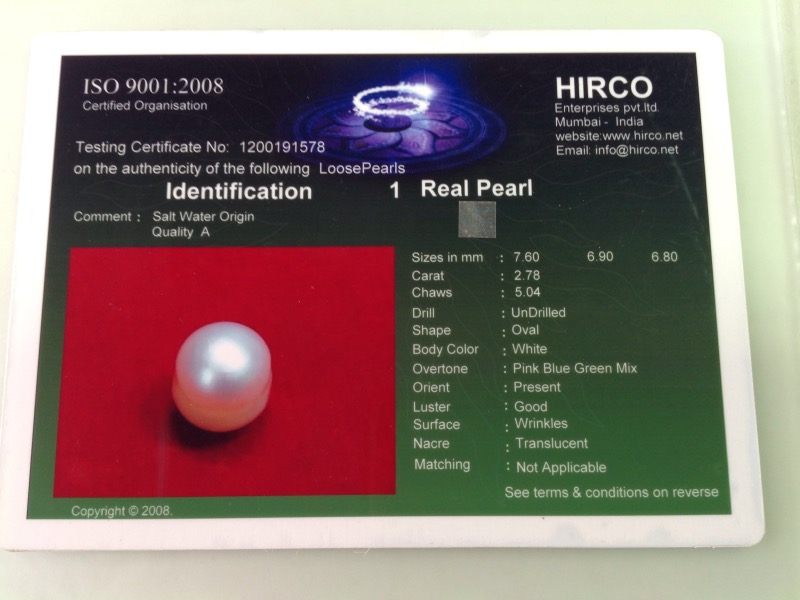 ISO 9001:2008
Certified Organisation
HIRCO
Enterprises pvt.ltd.
Mumbai - India
website:www.hirco.net
Email: info@hirco.net
Testing Certificate No: 1200191578
on the authenticity of the following LoosePearls
Identification 1 Real Pearl
Comment : Salt Water Origin
Quality A
Sizes in mm : 7.60 6.90 6.80
Carat : 2.78
Chaws : 5.04
Drill : UnDrilled
Shape : Oval
Body Color : White
Overtone : Pink Blue Green Mix
Orient : Present
Luster : Good
Surface : Wrinkles
Nacre : Translucent
Matching : Not Applicable
See terms & conditions on reverse
Copyright © 2008.